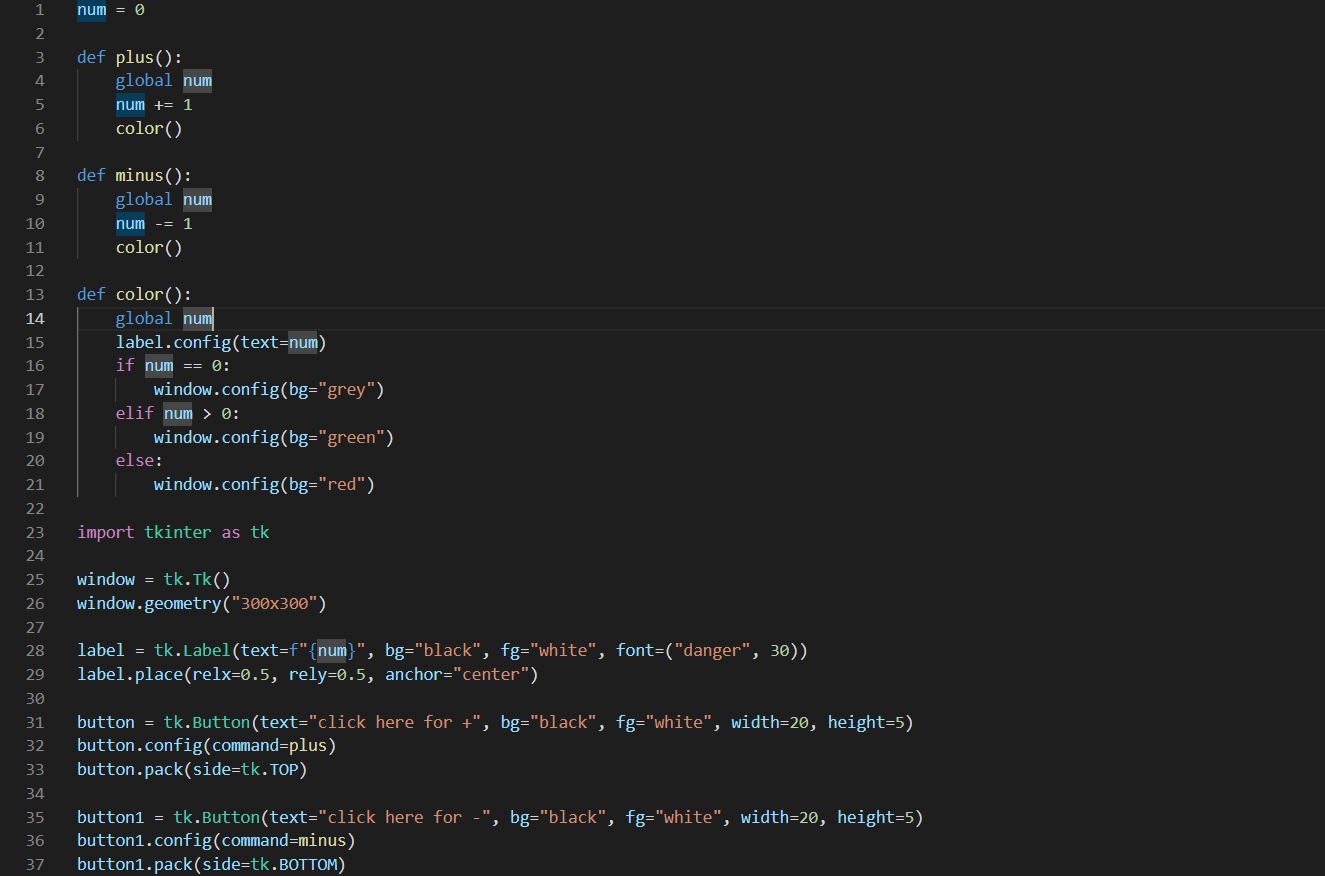 1 num = 0
2
3 def plus():
4     global num
5     num += 1
6     color()
7
8 def minus():
9     global num
10     num -= 1
11     color()
12
13 def color():
14     global num
15     label.config(text=num)
16     if num == 0:
17         window.config(bg="grey")
18     elif num > 0:
19         window.config(bg="green")
20     else:
21         window.config(bg="red")
22
23 import tkinter as tk
24
25 window = tk.Tk()
26 window.geometry("300x300")
27
28 label = tk.Label(text=f"{num}", bg="black", fg="white", font=("danger", 30))
29 label.place(relx=0.5, rely=0.5, anchor="center")
30
31 button = tk.Button(text="click here for +", bg="black", fg="white", width=20, height=5)
32 button.config(command=plus)
33 button.pack(side=tk.TOP)
34
35 button1 = tk.Button(text="click here for -", bg="black", fg="white", width=20, height=5)
36 button1.config(command=minus)
37 button1.pack(side=tk.BOTTOM)